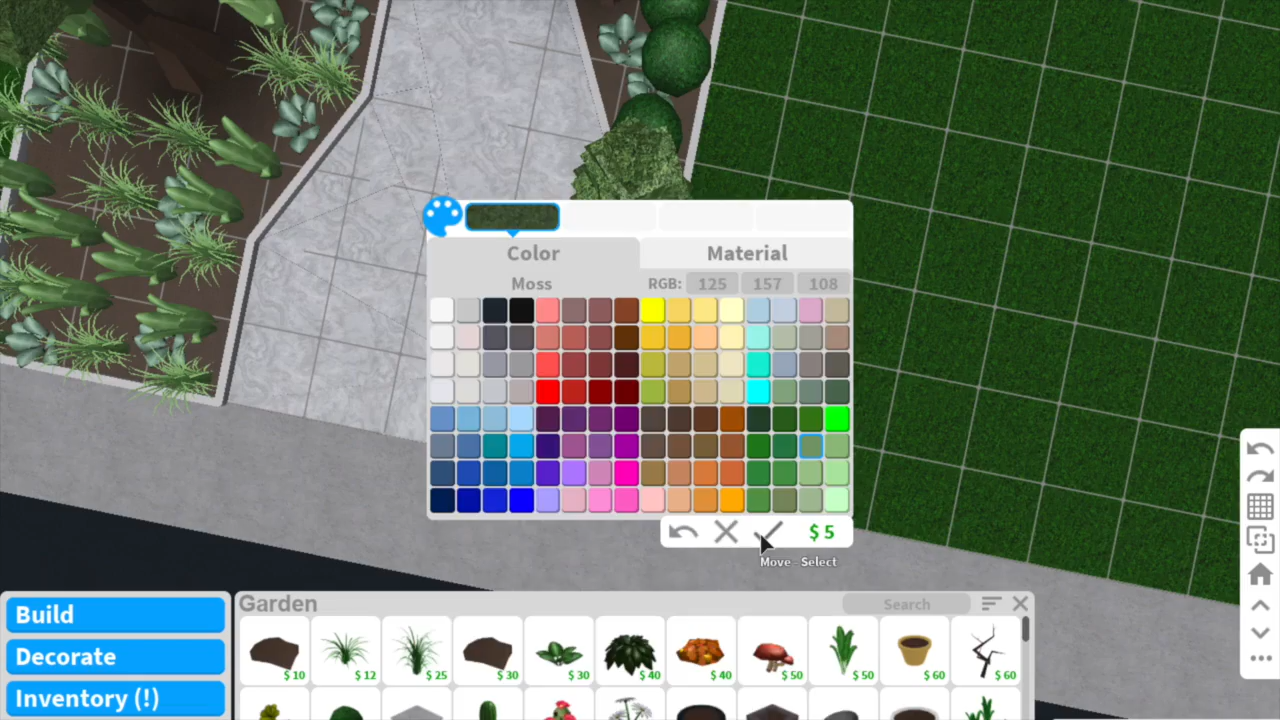 Color
Material
Moss
RGB: 125 157 108
$ 5
Move - Select
Build
Decorate
Inventory (!)
Garden
Search
$ 10
$ 12
$ 25
$ 30
$ 30
$ 40
$ 40
$ 50
$ 50
$ 60
$ 60